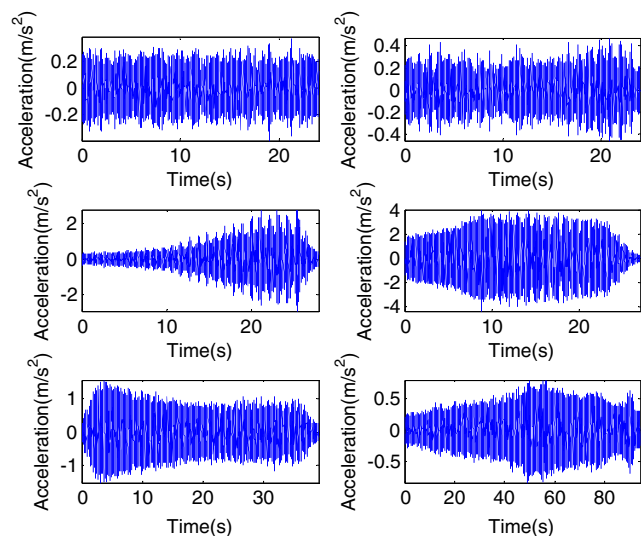 Acceleration(m/s²)
0.2
0
-0.2
0 10 20
Time(s)
Acceleration(m/s²)
0.4
0.2
0
-0.2
-0.4
0 10 20
Time(s)
Acceleration(m/s²)
2
0
-2
0 10 20
Time(s)
Acceleration(m/s²)
4
2
0
-2
-4
0 10 20
Time(s)
Acceleration(m/s²)
1
0
-1
0 10 20 30
Time(s)
Acceleration(m/s²)
0.5
0
-0.5
0 20 40 60 80
Time(s)